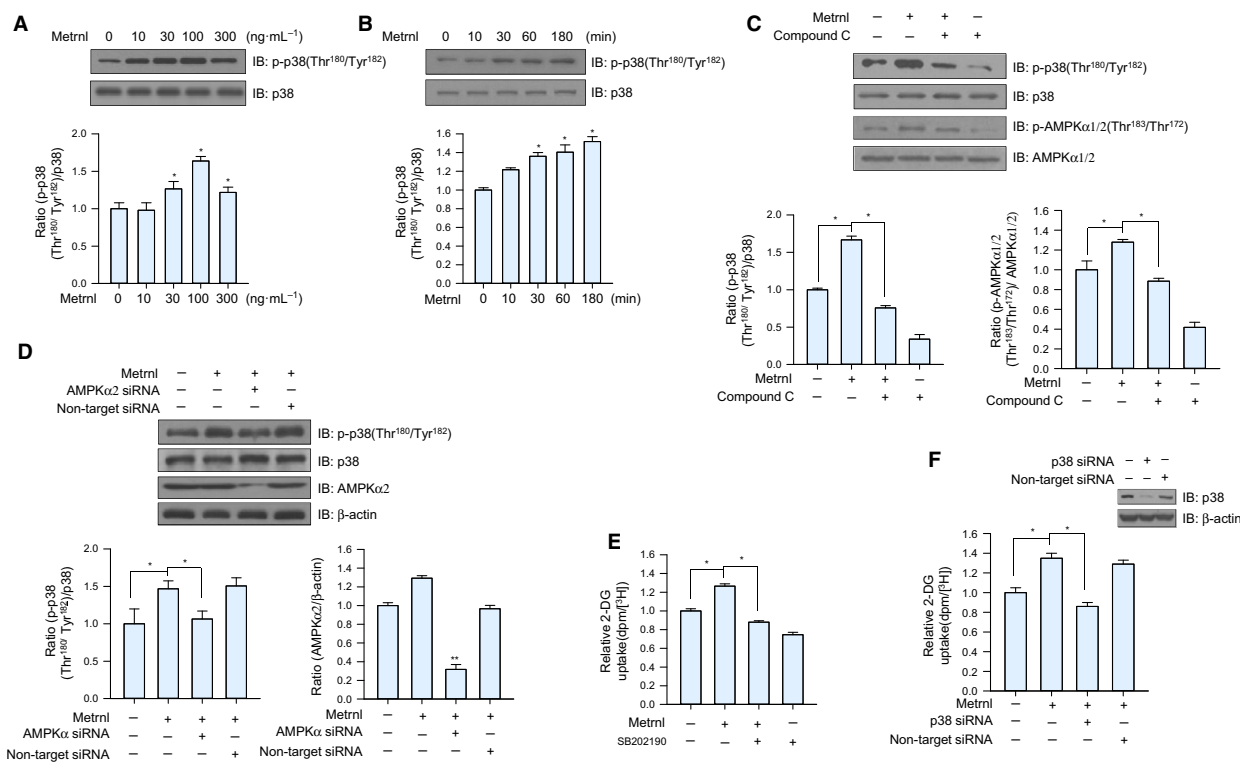 A
Metrnl 0 10 30 100 300 (ng·mL⁻¹)
IB: p-p38(Thr¹⁸⁰/Tyr¹⁸²)
IB: p38
Ratio (p-p38
(Thr¹⁸⁰/ Tyr¹⁸²)/p38)
2.0
1.5
1.0
0.5
0.0
* * *
Metrnl 0 10 30 100 300 (ng·mL⁻¹)
B
Metrnl 0 10 30 60 180 (min)
IB: p-p38(Thr¹⁸⁰/Tyr¹⁸²)
IB: p38
Ratio (p-p38
(Thr¹⁸⁰/ Tyr¹⁸²)/p38)
1.6
1.4
1.2
1.0
0.8
0.6
0.4
0.2
0.0
* * *
Metrnl 0 10 30 60 180 (min)
C
Metrnl – + + –
Compound C – – + +
IB: p-p38(Thr¹⁸⁰/Tyr¹⁸²)
IB: p38
IB: p-AMPKα1/2(Thr¹⁸³/Thr¹⁷²)
IB: AMPKα1/2
Ratio (p-p38
(Thr¹⁸⁰/ Tyr¹⁸²)/p38)
2.0
1.5
1.0
0.5
0.0
* *
Metrnl – + + –
Compound C – – + +
Ratio (p-AMPKα1/2
(Thr¹⁸³/Thr¹⁷²)/ AMPKα1/2)
1.6
1.4
1.2
1.0
0.8
0.6
0.4
0.2
0.0
* *
Metrnl – + + –
Compound C – – + +
D
Metrnl – + + +
AMPKα2 siRNA – – + –
Non-target siRNA – – – +
IB: p-p38(Thr¹⁸⁰/Tyr¹⁸²)
IB: p38
IB: AMPKα2
IB: β-actin
Ratio (p-p38
(Thr¹⁸⁰/ Tyr¹⁸²)/p38)
2.0
1.5
1.0
0.5
0.0
* *
Metrnl – + + +
AMPKα siRNA – – + –
Non-target siRNA – – – +
Ratio (AMPKα2/β-actin)
1.6
1.4
1.2
1.0
0.8
0.6
0.4
0.2
0.0
**
Metrnl – + + +
AMPKα siRNA – – + –
Non-target siRNA – – – +
E
Relative 2-DG
uptake(dpm/[³H])
1.6
1.4
1.2
1.0
0.8
0.6
0.4
0.2
0.0
* *
Metrnl – + + –
SB202190 – – + +
F
p38 siRNA – + –
Non-target siRNA – – +
IB: p38
IB: β-actin
Relative 2-DG
uptake(dpm/[³H])
1.6
1.4
1.2
1.0
0.8
0.6
0.4
0.2
0.0
* *
Metrnl – + + +
p38 siRNA – – + –
Non-target siRNA – – – +